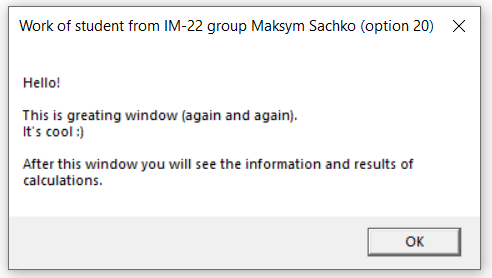 Work of student from IM-22 group Maksym Sachko (option 20)
Hello!
This is greating window (again and again).
It's cool :)
After this window you will see the information and results of
calculations.
OK